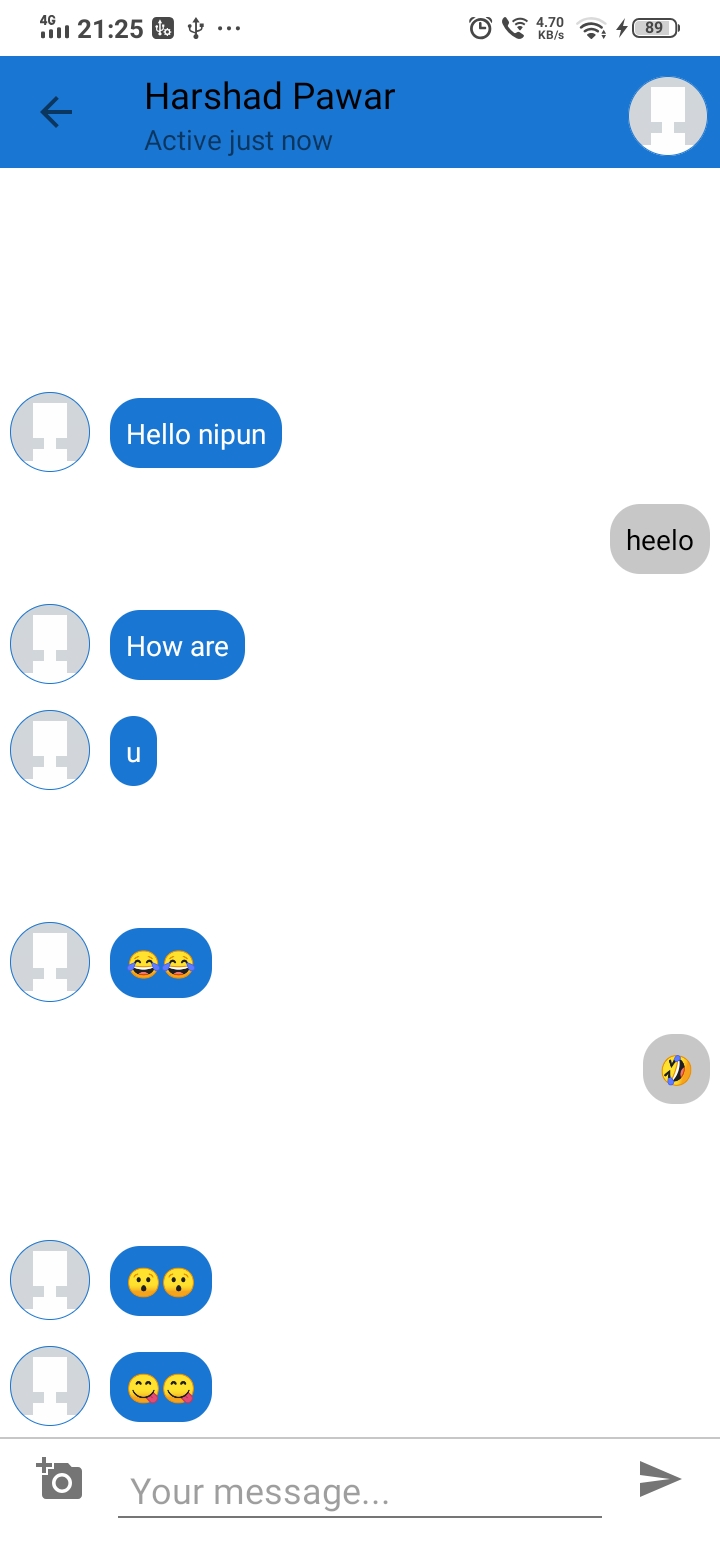 4G 21:25 ... 4.70 KB/s 89
Harshad Pawar
Active just now
Hello nipun
heelo
How are
u
😂😂
🤣
😯😯
😋😋
Your message...